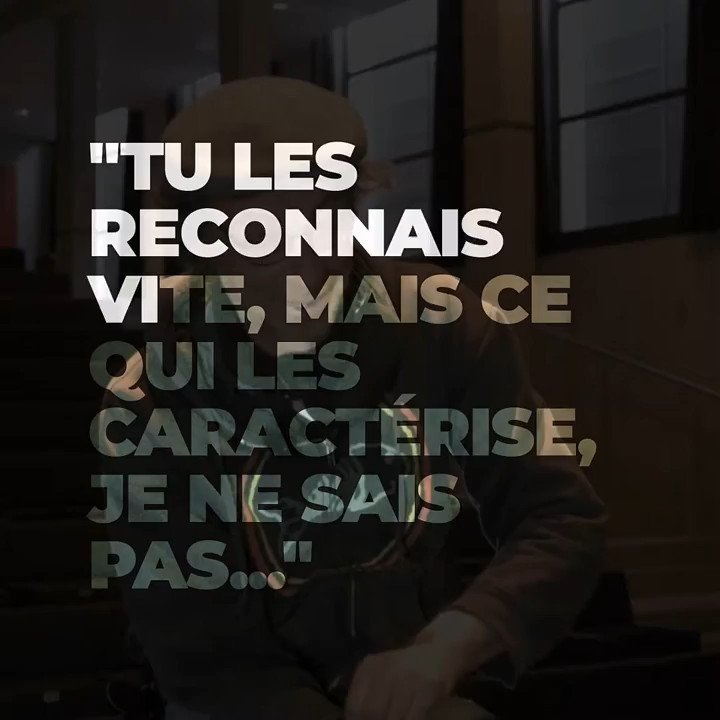 "TU LES
RECONNAIS
VITE, MAIS CE
QUI LES
CARACTÉRISE,
JE NE SAIS
PAS..."